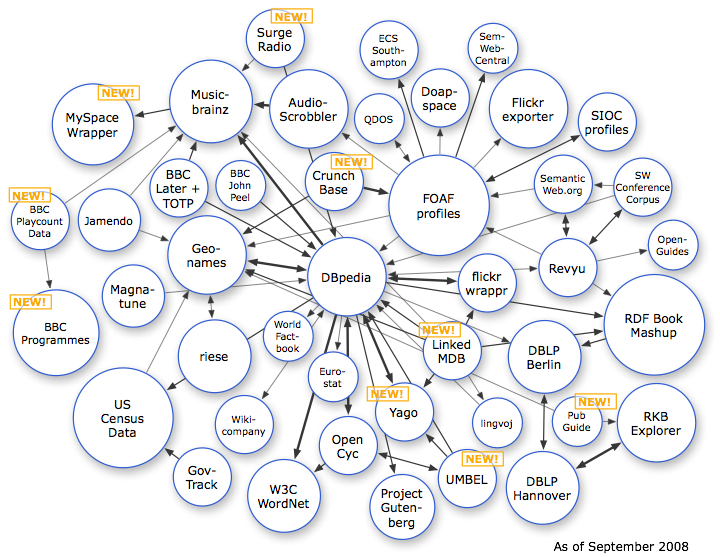 NEW!
Surge
Radio
ECS
South-
ampton
Sem-
Web-
Central
NEW!
MySpace
Wrapper
Music-
brainz
Audio-
Scrobbler
QDOS
Doap-
space
Flickr
exporter
SIOC
profiles
NEW!
BBC
Playcount
Data
Jamendo
BBC
Later +
TOTP
BBC
John
Peel
NEW!
Crunch
Base
FOAF
profiles
Semantic
Web.org
SW
Conference
Corpus
Geo-
names
DBpedia
flickr
wrappr
Revyu
Open-
Guides
Magna-
tune
NEW!
BBC
Programmes
riese
World
Fact-
book
NEW!
Linked
MDB
DBLP
Berlin
RDF Book
Mashup
Euro-
stat
US
Census
Data
Wiki-
company
NEW!
Yago
lingvoj
NEW!
Pub
Guide
RKB
Explorer
Open
Cyc
Gov-
Track
W3C
WordNet
Project
Guten-
berg
NEW!
UMBEL
DBLP
Hannover
As of September 2008